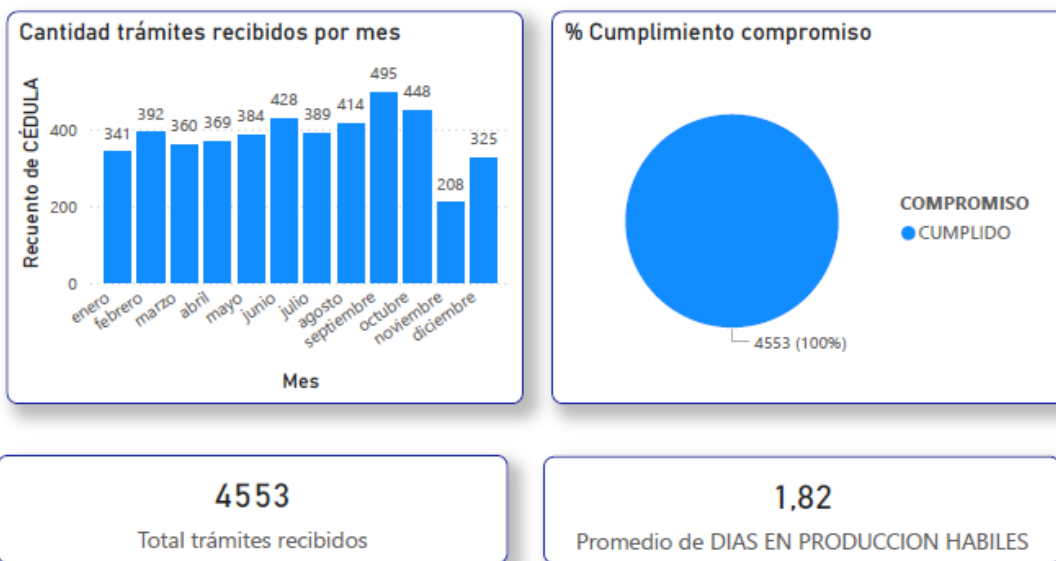 Cantidad trámites recibidos por mes
Recuento de CÉDULA
400
200
0
341
392
360
369
384
428
389
414
495
448
208
325
enero
febrero
marzo
abril
mayo
junio
julio
agosto
septiembre
octubre
noviembre
diciembre
Mes
% Cumplimiento compromiso
COMPROMISO
CUMPLIDO
4553 (100%)
4553
Total trámites recibidos
1,82
Promedio de DIAS EN PRODUCCION HABILES